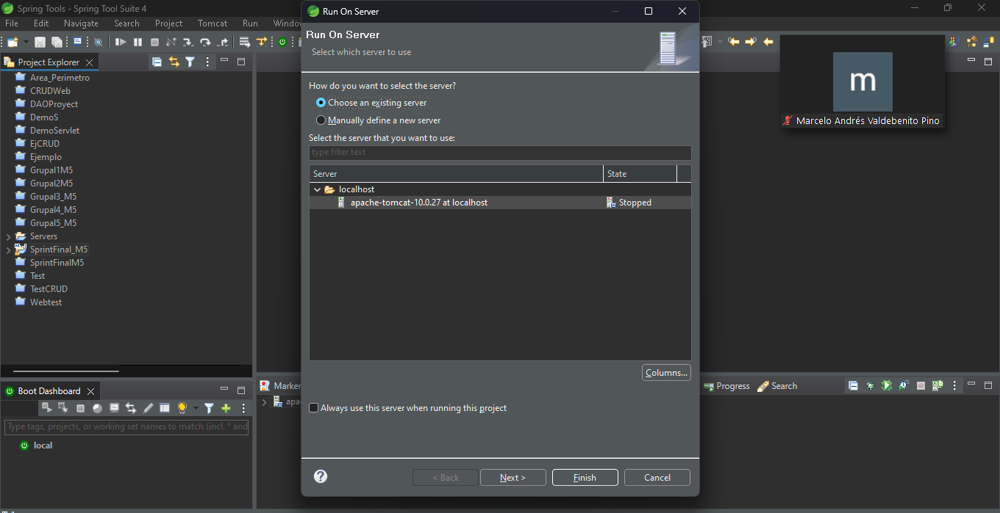 Spring Tools - Spring Tool Suite 4
File Edit Navigate Search Project Tomcat Run Window
Project Explorer
Area_Perimetro
CRUDWeb
DAOProyect
DemoS
DemoServlet
EjCRUD
Ejemplo
Grupal1M5
Grupal2M5
Grupal3_M5
Grupal4_M5
Grupal5_M5
Servers
SprintFinal_M5
SprintFinalM5
Test
TestCRUD
Webtest
Boot Dashboard
Type tags, projects, or working set names to match (incl. * and
local
Run On Server
Run On Server
Select which server to use
How do you want to select the server?
Choose an existing server
Manually define a new server
Select the server that you want to use:
type filter text
Server State
localhost
apache-tomcat-10.0.27 at localhost Stopped
Columns...
Always use this server when running this project
< Back Next > Finish Cancel
Marker
apac
Progress Search
m
Marcelo Andrés Valdebenito Pino